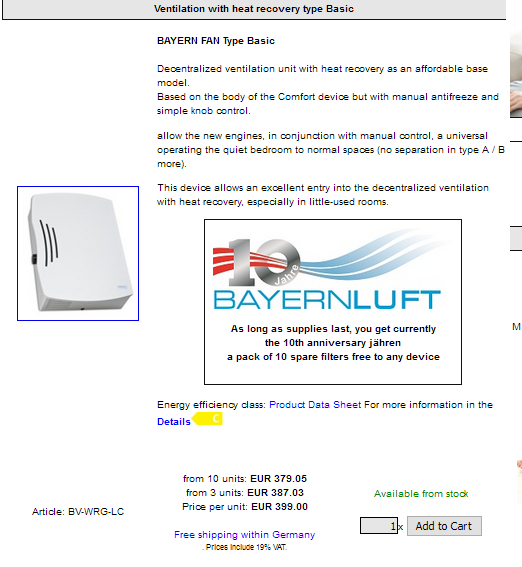 Ventilation with heat recovery type Basic
BAYERN FAN Type Basic
Decentralized ventilation unit with heat recovery as an affordable base
model.
Based on the body of the Comfort device but with manual antifreeze and
simple knob control.
allow the new engines, in conjunction with manual control, a universal
operating the quiet bedroom to normal spaces (no separation in type A / B
more).
This device allows an excellent entry into the decentralized ventilation
with heat recovery, especially in little-used rooms.
10
Jahre
BAYERNLUFT
As long as supplies last, you get currently
the 10th anniversary jähren
a pack of 10 spare filters free to any device
Energy efficiency class: Product Data Sheet For more information in the
Details C
from 10 units: EUR 379.05
from 3 units: EUR 387.03
Price per unit: EUR 399.00
Available from stock
Article: BV-WRG-LC
1 x Add to Cart
Free shipping within Germany
. Prices include 19% VAT.
M